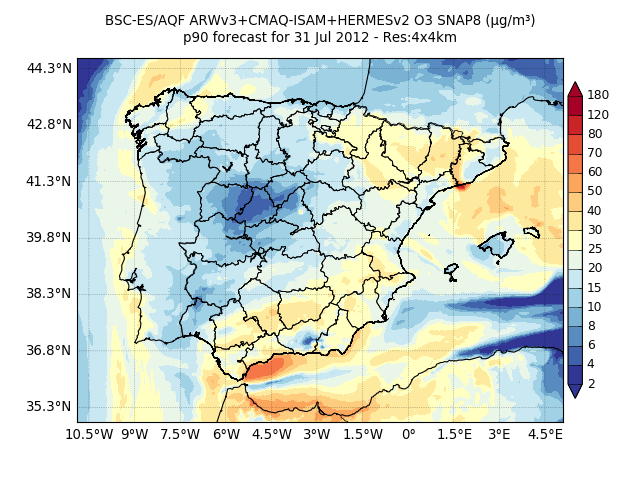 BSC-ES/AQF ARWv3+CMAQ-ISAM+HERMESv2 O3 SNAP8 (μg/m³)
p90 forecast for 31 Jul 2012 - Res:4x4km
44.3°N
42.8°N
41.3°N
39.8°N
38.3°N
36.8°N
35.3°N
10.5°W 9°W 7.5°W 6°W 4.5°W 3°W 1.5°W 0° 1.5°E 3°E 4.5°E
180
120
80
70
60
50
40
30
25
20
15
10
8
6
4
2